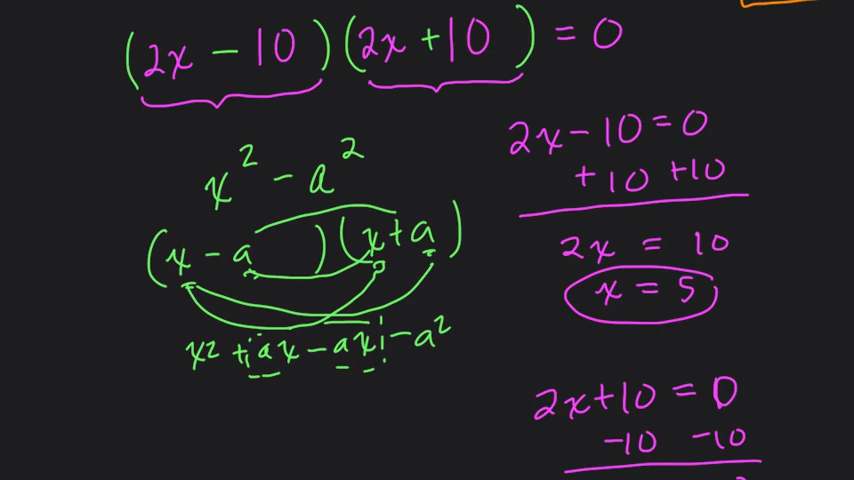 (2x - 10)(2x + 10) = 0
x² - a²
(x - a )(x + a)
x² + ax - ax - a²
2x - 10 = 0
+10 +10
2x = 10
x = 5
2x + 10 = 0
-10 -10